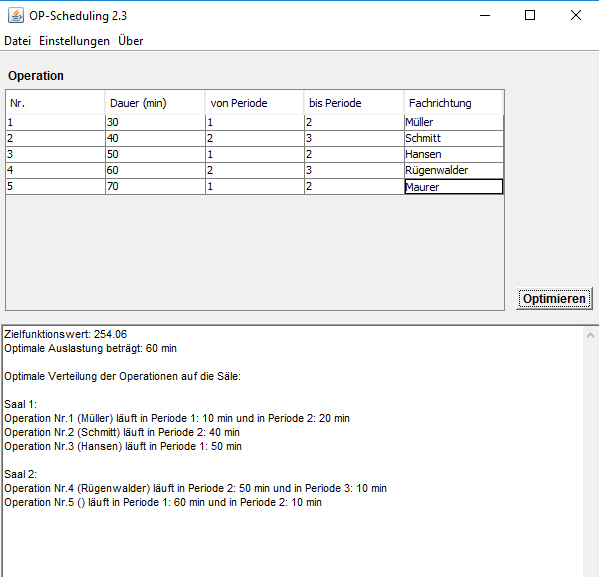 OP-Scheduling 2.3
Datei Einstellungen Über
Operation
Nr. Dauer (min) von Periode bis Periode Fachrichtung
1 30 1 2 Müller
2 40 2 3 Schmitt
3 50 1 2 Hansen
4 60 2 3 Rügenwalder
5 70 1 2 Maurer
Optimieren
Zielfunktionswert: 254.06
Optimale Auslastung beträgt: 60 min
Optimale Verteilung der Operationen auf die Säle:
Saal 1:
Operation Nr.1 (Müller) läuft in Periode 1: 10 min und in Periode 2: 20 min
Operation Nr.2 (Schmitt) läuft in Periode 2: 40 min
Operation Nr.3 (Hansen) läuft in Periode 1: 50 min
Saal 2:
Operation Nr.4 (Rügenwalder) läuft in Periode 2: 50 min und in Periode 3: 10 min
Operation Nr.5 () läuft in Periode 1: 60 min und in Periode 2: 10 min